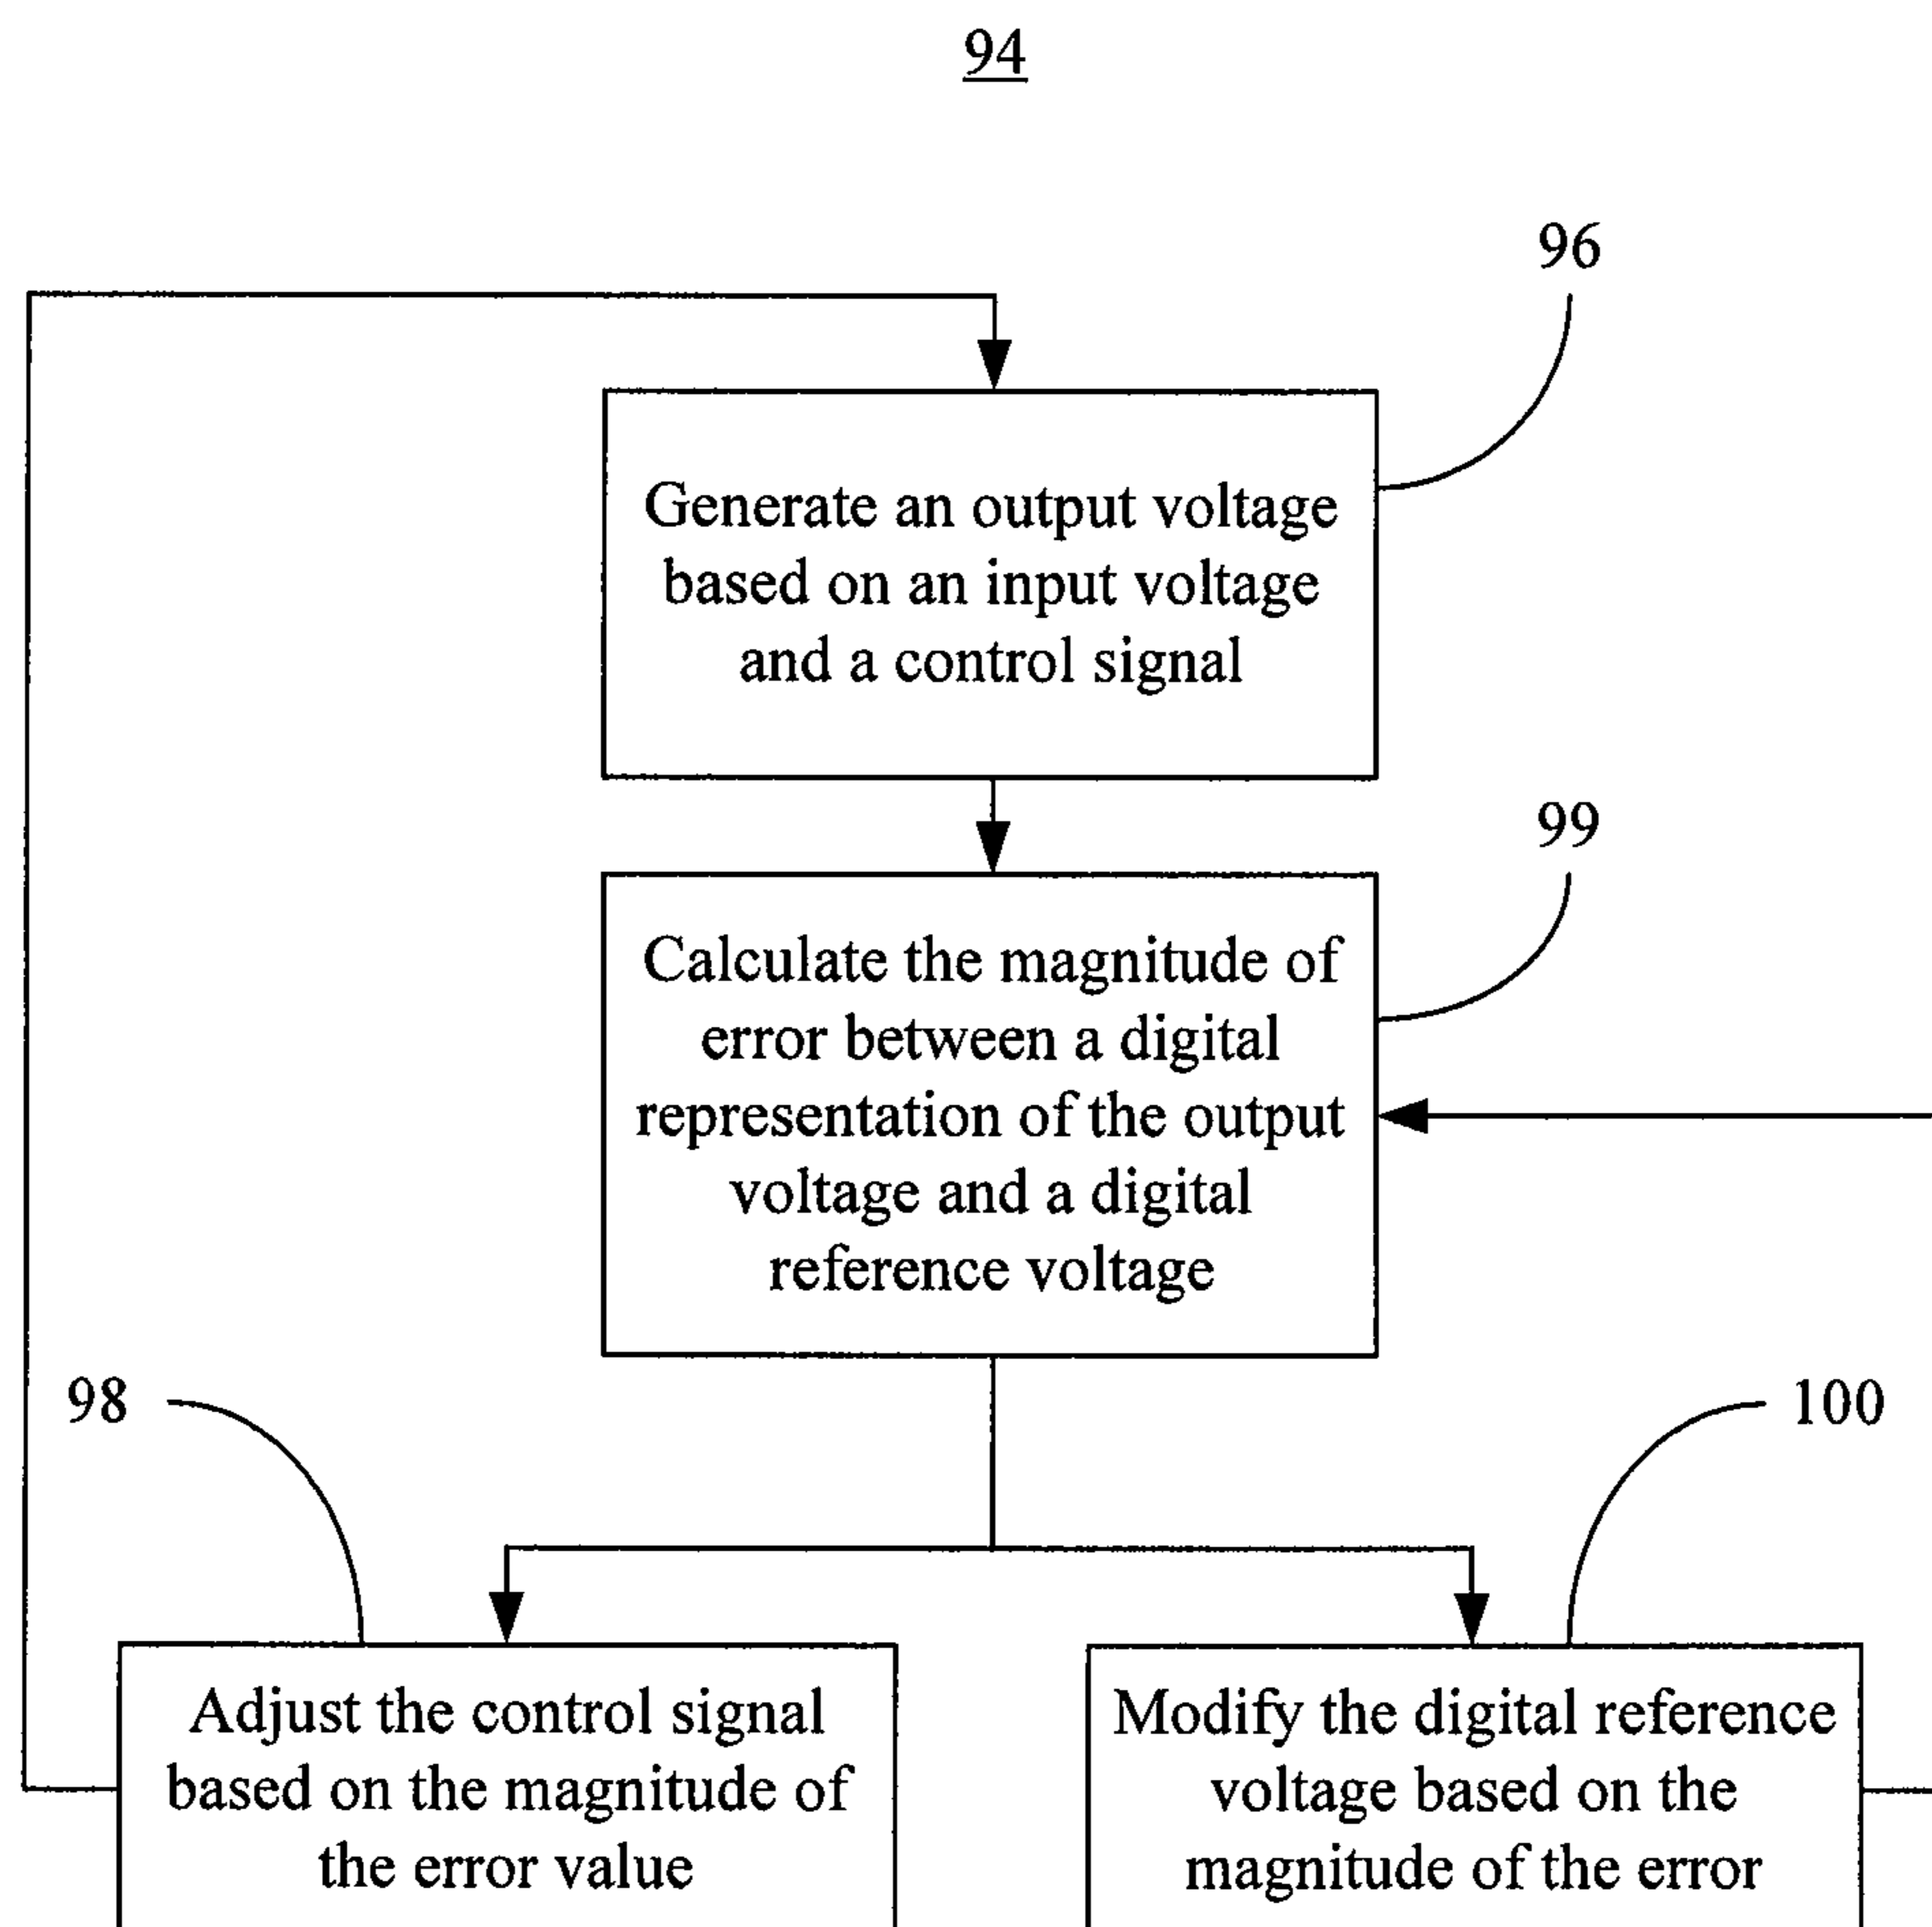 94
96
Generate an output voltage
based on an input voltage
and a control signal
99
Calculate the magnitude of
error between a digital
representation of the output
voltage and a digital
reference voltage
98
100
Adjust the control signal
based on the magnitude of
the error value
Modify the digital reference
voltage based on the
magnitude of the error